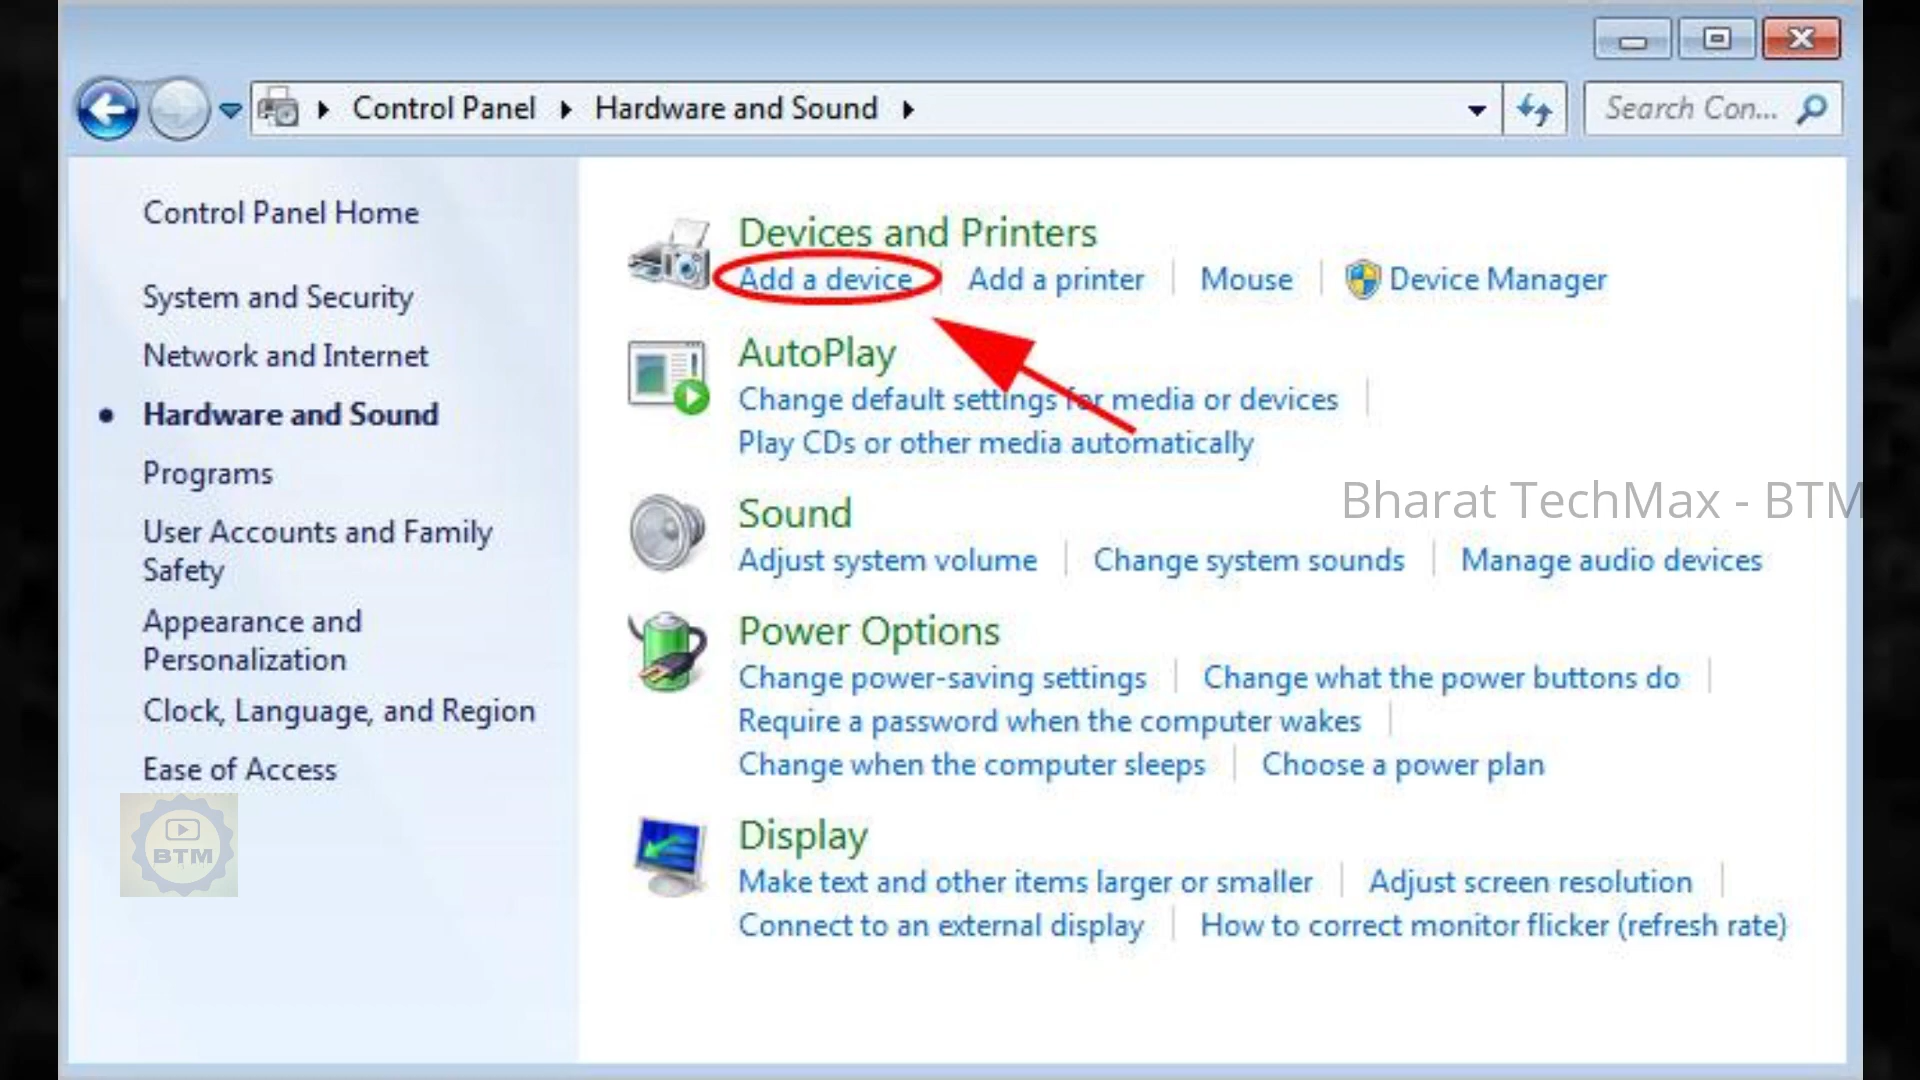 Control Panel Hardware and Sound
Search Con...
Control Panel Home
System and Security
Network and Internet
Hardware and Sound
Programs
User Accounts and Family
Safety
Appearance and
Personalization
Clock, Language, and Region
Ease of Access
BTM
Devices and Printers
Add a device Add a printer Mouse Device Manager
AutoPlay
Change default settings for media or devices
Play CDs or other media automatically
Bharat TechMax - BTM
Sound
Adjust system volume Change system sounds Manage audio devices
Power Options
Change power-saving settings Change what the power buttons do
Require a password when the computer wakes
Change when the computer sleeps Choose a power plan
Display
Make text and other items larger or smaller Adjust screen resolution
Connect to an external display How to correct monitor flicker (refresh rate)